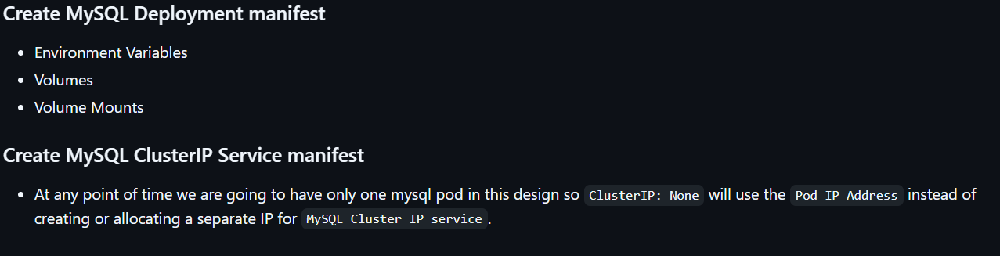 Create MySQL Deployment manifest
• Environment Variables
• Volumes
• Volume Mounts
Create MySQL ClusterIP Service manifest
• At any point of time we are going to have only one mysql pod in this design so ClusterIP: None will use the Pod IP Address instead of
creating or allocating a separate IP for MySQL Cluster IP service.